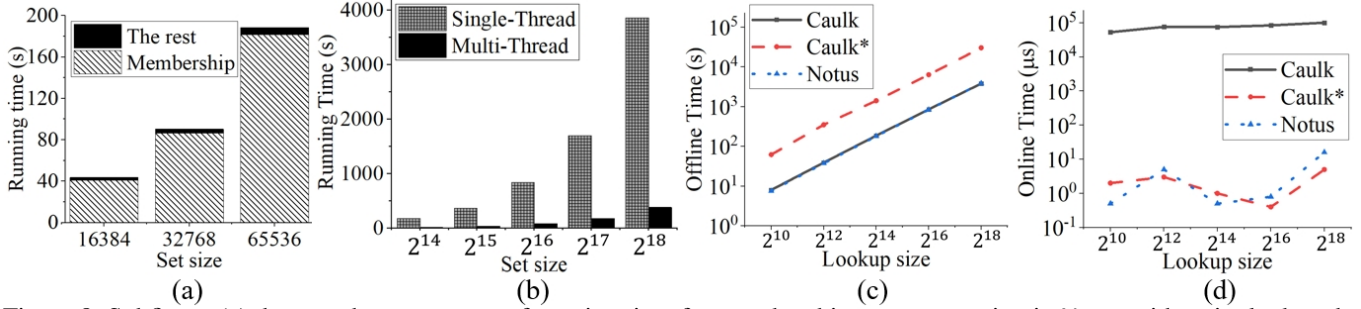 200
160
120
80
40
0
Running time (s)
The rest
Membership
16384 32768 65536
Set size
(a)
4000
3000
2000
1000
0
Running Time (s)
Single-Thread
Multi-Thread
2^14 2^15 2^16 2^17 2^18
Set size
(b)
10^5
10^4
10^3
10^2
10^1
10^0
Offline Time (s)
Caulk
Caulk*
Notus
2^10 2^12 2^14 2^16 2^18
Lookup size
(c)
10^5
10^4
10^3
10^2
10^1
10^0
10^-1
Online Time (μs)
Caulk
Caulk*
Notus
2^10 2^12 2^14 2^16 2^18
Lookup size
(d)